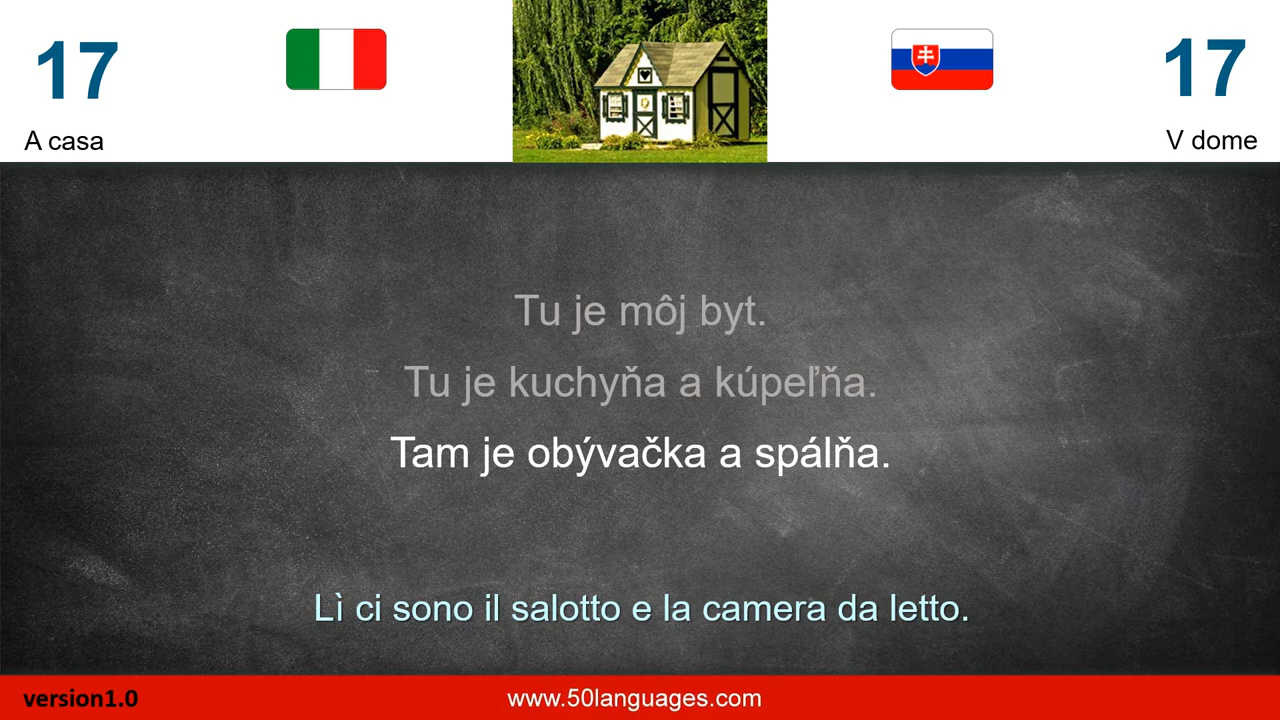 17
17
A casa
V dome
Tu je môj byt.
Tu je kuchyňa a kúpeľňa.
Tam je obývačka a spálňa.
Lì ci sono il salotto e la camera da letto.
version1.0
www.50languages.com